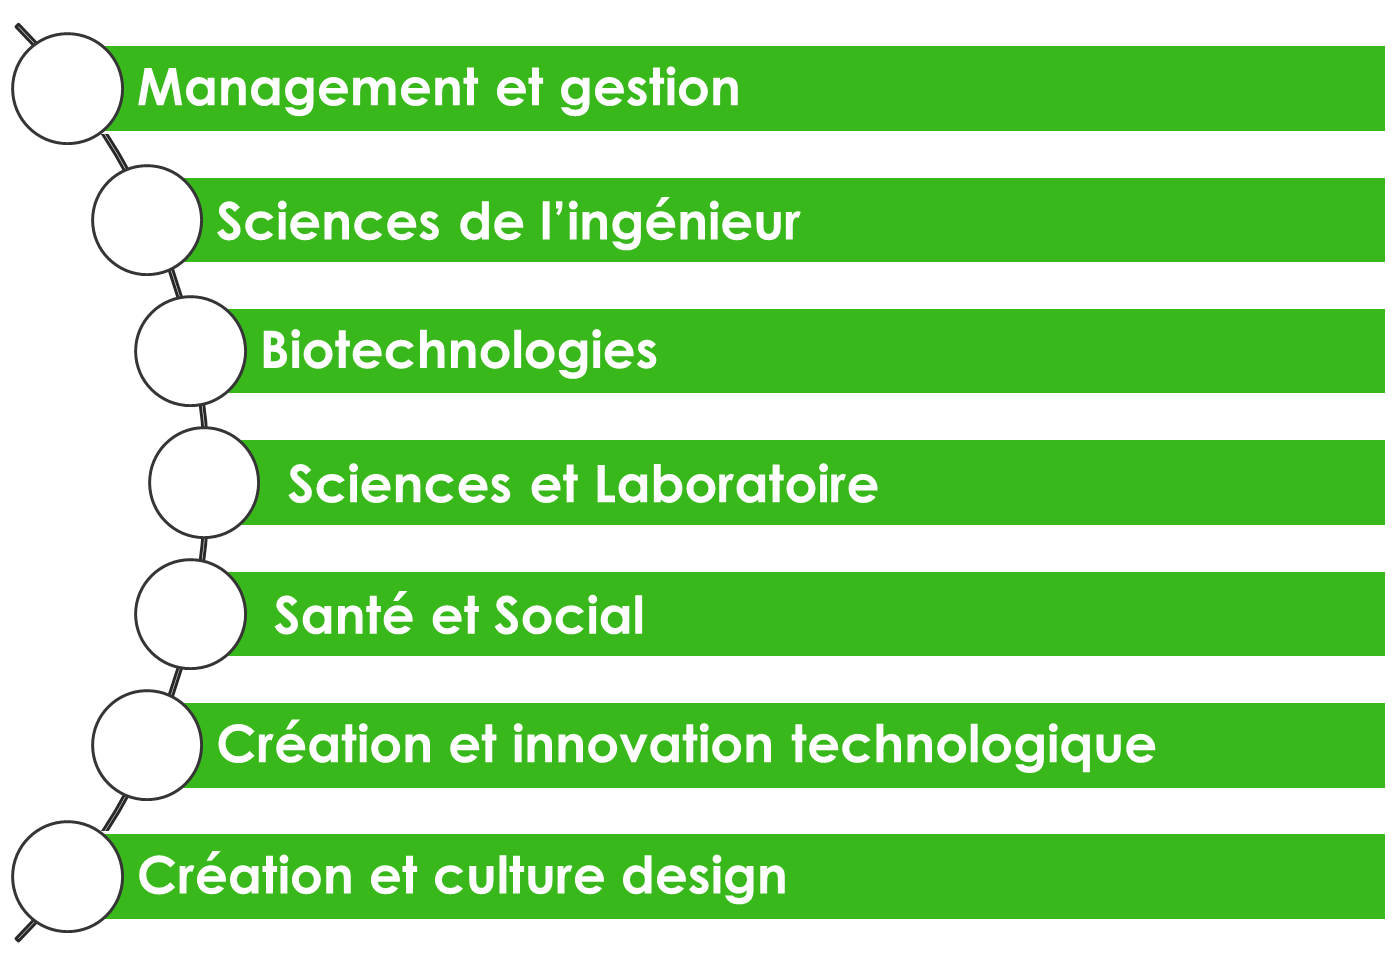 Management et gestion
Sciences de l’ingénieur
Biotechnologies
Sciences et Laboratoire
Santé et Social
Création et innovation technologique
Création et culture design